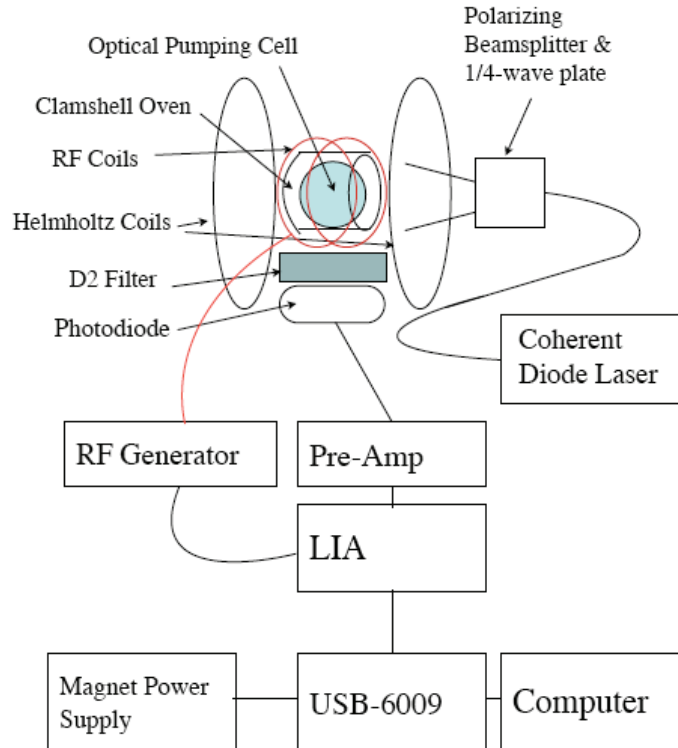 Optical Pumping Cell
Polarizing
Beamsplitter &
1/4-wave plate
Clamshell Oven
RF Coils
Helmholtz Coils
D2 Filter
Photodiode
Coherent
Diode Laser
RF Generator
Pre-Amp
LIA
Magnet Power
Supply
USB-6009
Computer